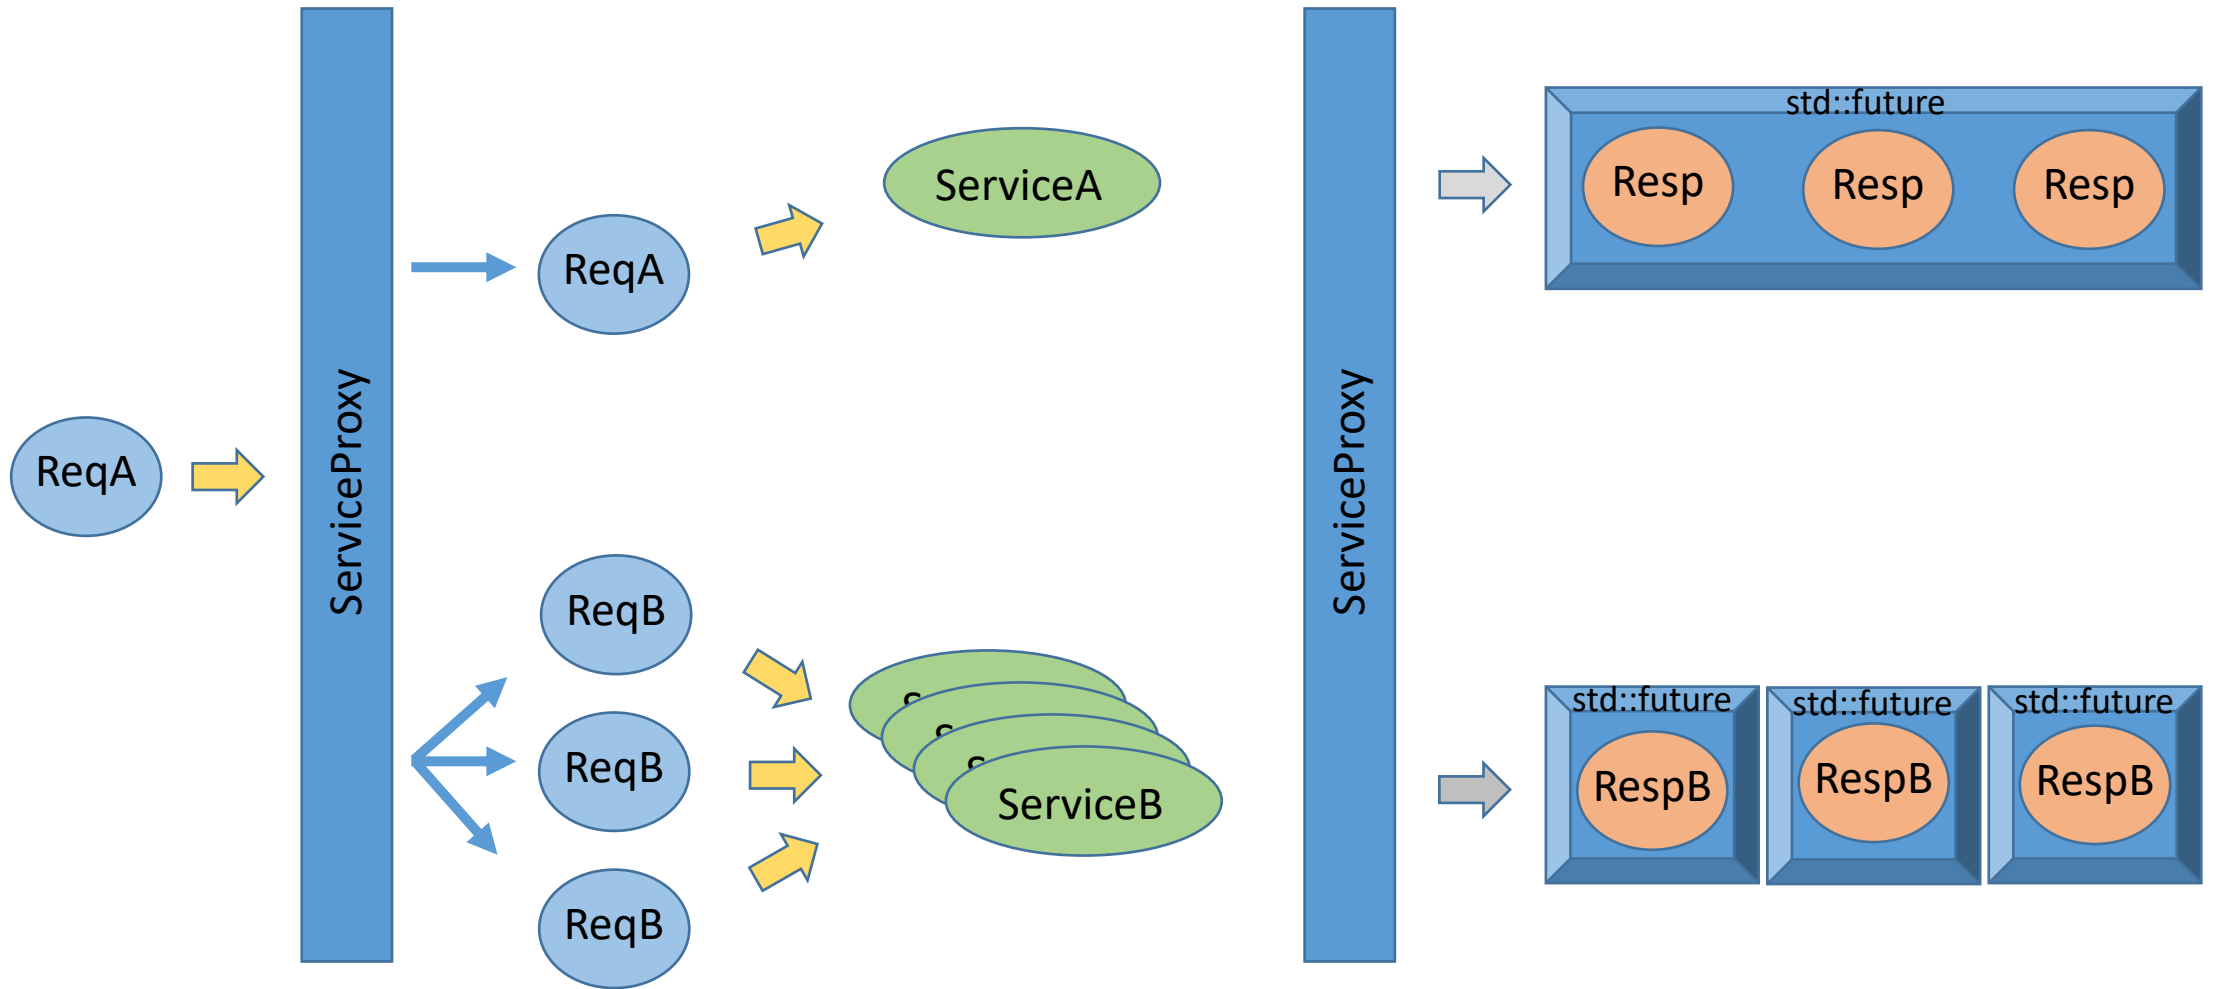 ReqA
ServiceProxy
ReqA
ServiceA
ReqB
ReqB
ReqB
ServiceB
ServiceProxy
std::future
Resp Resp Resp
std::future std::future std::future
RespB RespB RespB